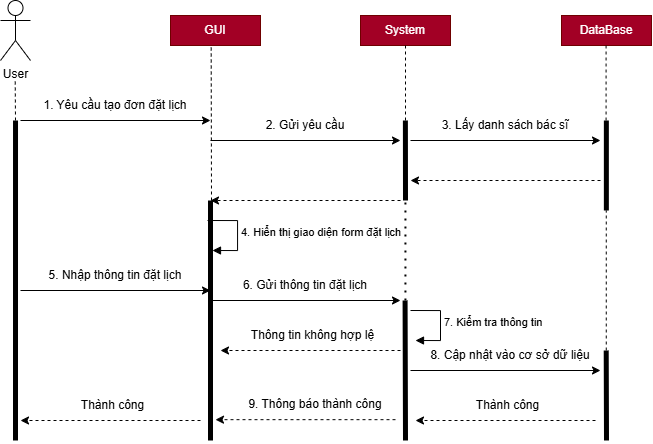 GUI
System
DataBase
User
1. Yêu cầu tạo đơn đặt lịch
2. Gửi yêu cầu
3. Lấy danh sách bác sĩ
4. Hiển thị giao diện form đặt lịch
5. Nhập thông tin đặt lịch
6. Gửi thông tin đặt lịch
7. Kiểm tra thông tin
Thông tin không hợp lệ
8. Cập nhật vào cơ sở dữ liệu
Thành công
9. Thông báo thành công
Thành công